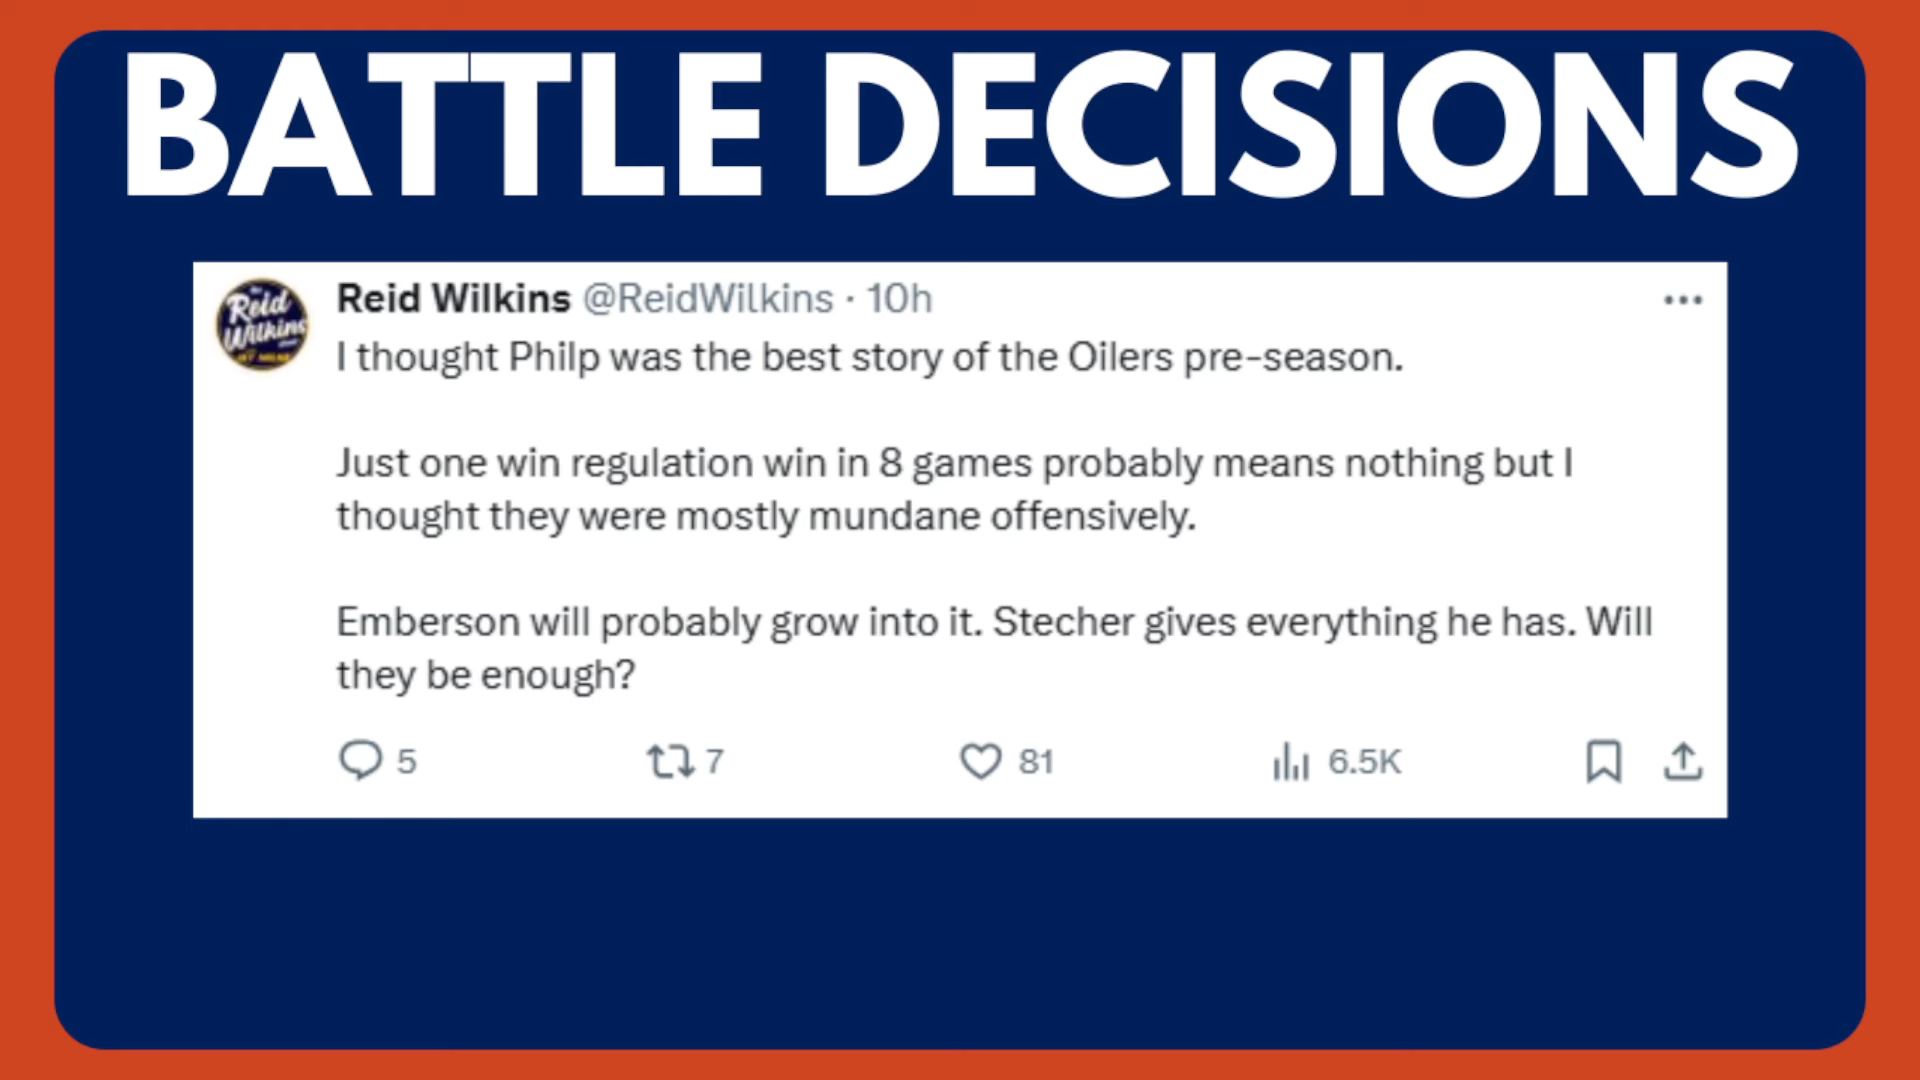 BATTLE DECISIONS
Reid Wilkins @ReidWilkins · 10h
Reid
Wilkins
I thought Philp was the best story of the Oilers pre-season.
Just one win regulation win in 8 games probably means nothing but I
thought they were mostly mundane offensively.
Emberson will probably grow into it. Stecher gives everything he has. Will
they be enough?
5 7 81 6.5K